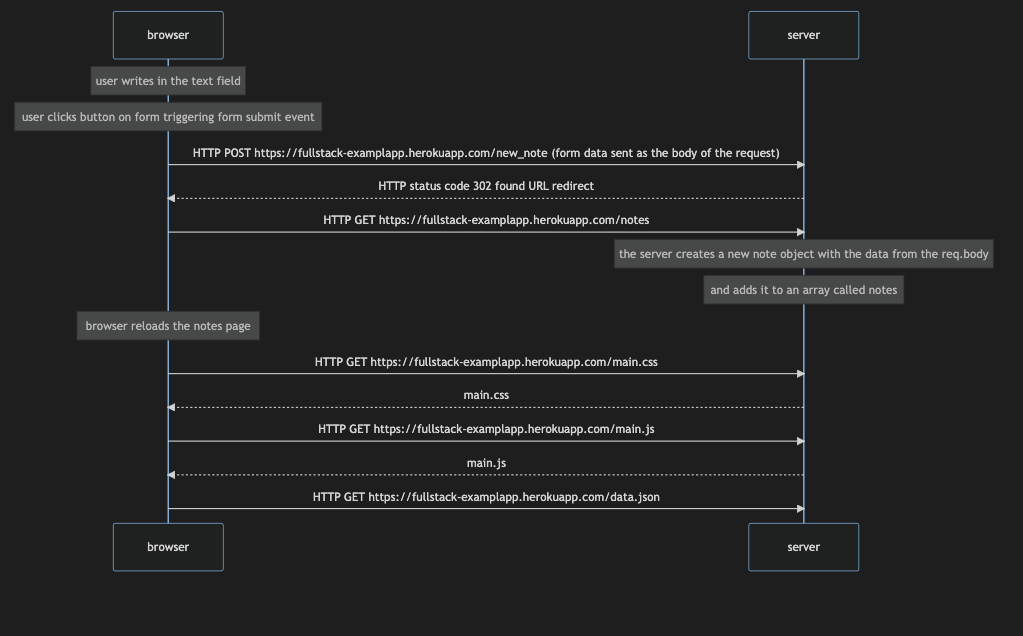 browser
server
user writes in the text field
user clicks button on form triggering form submit event
HTTP POST https://fullstack-examplapp.herokuapp.com/new_note (form data sent as the body of the request)
HTTP status code 302 found URL redirect
HTTP GET https://fullstack-examplapp.herokuapp.com/notes
the server creates a new note object with the data from the req.body
and adds it to an array called notes
browser reloads the notes page
HTTP GET https://fullstack-examplapp.herokuapp.com/main.css
main.css
HTTP GET https://fullstack-examplapp.herokuapp.com/main.js
main.js
HTTP GET https://fullstack-examplapp.herokuapp.com/data.json
browser
server